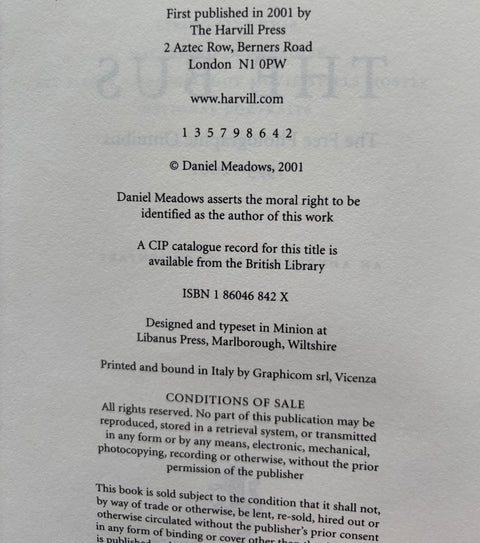 First published in 2001 by
The Harvill Press
2 Aztec Row, Berners Road
London N1 0PW
www.harvill.com
1 3 5 7 9 8 6 4 2
© Daniel Meadows, 2001
Daniel Meadows asserts the moral right to be
identified as the author of this work
A CIP catalogue record for this title is
available from the British Library
ISBN 1 86046 842 X
Designed and typeset in Minion at
Libanus Press, Marlborough, Wiltshire
Printed and bound in Italy by Graphicom srl, Vicenza
CONDITIONS OF SALE
All rights reserved. No part of this publication may be
reproduced, stored in a retrieval system, or transmitted
in any form or by any means, electronic, mechanical,
photocopying, recording or otherwise, without the prior
permission of the publisher
This book is sold subject to the condition that it shall not,
by way of trade or otherwise, be lent, re-sold, hired out or
otherwise circulated without the publisher's prior consent
in any form of binding or cover other than
is published
THE BUS
The Free Photographic Omnibus